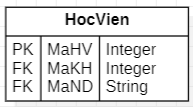 HocVien
PK MaHV Integer
FK MaKH Integer
FK MaND String